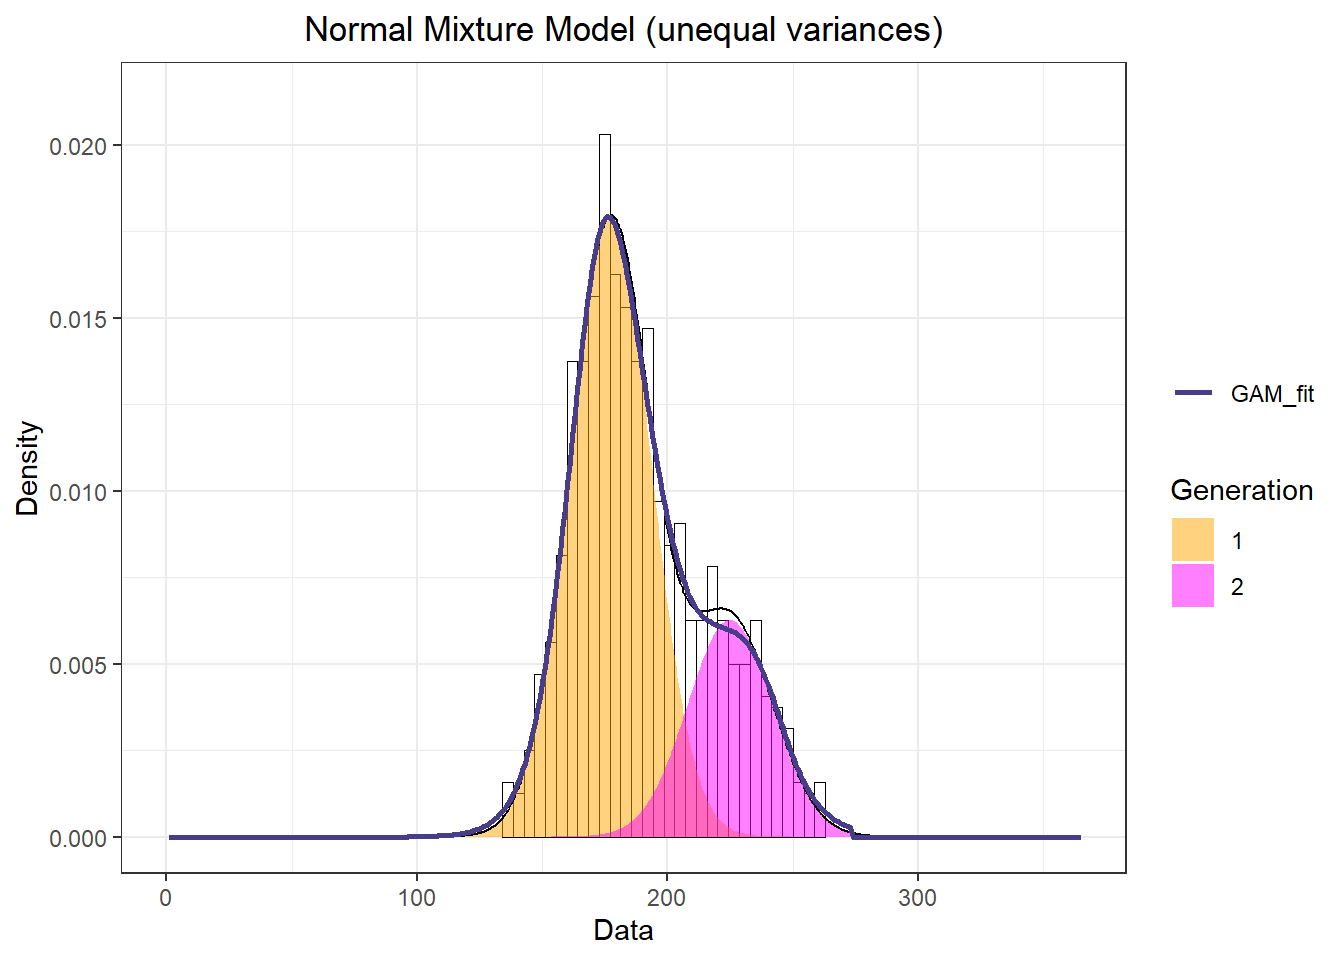 Normal Mixture Model (unequal variances)
Density
0.020
0.015
0.010
0.005
0.000
0
100
200
300
Data
GAM_fit
Generation
1
2